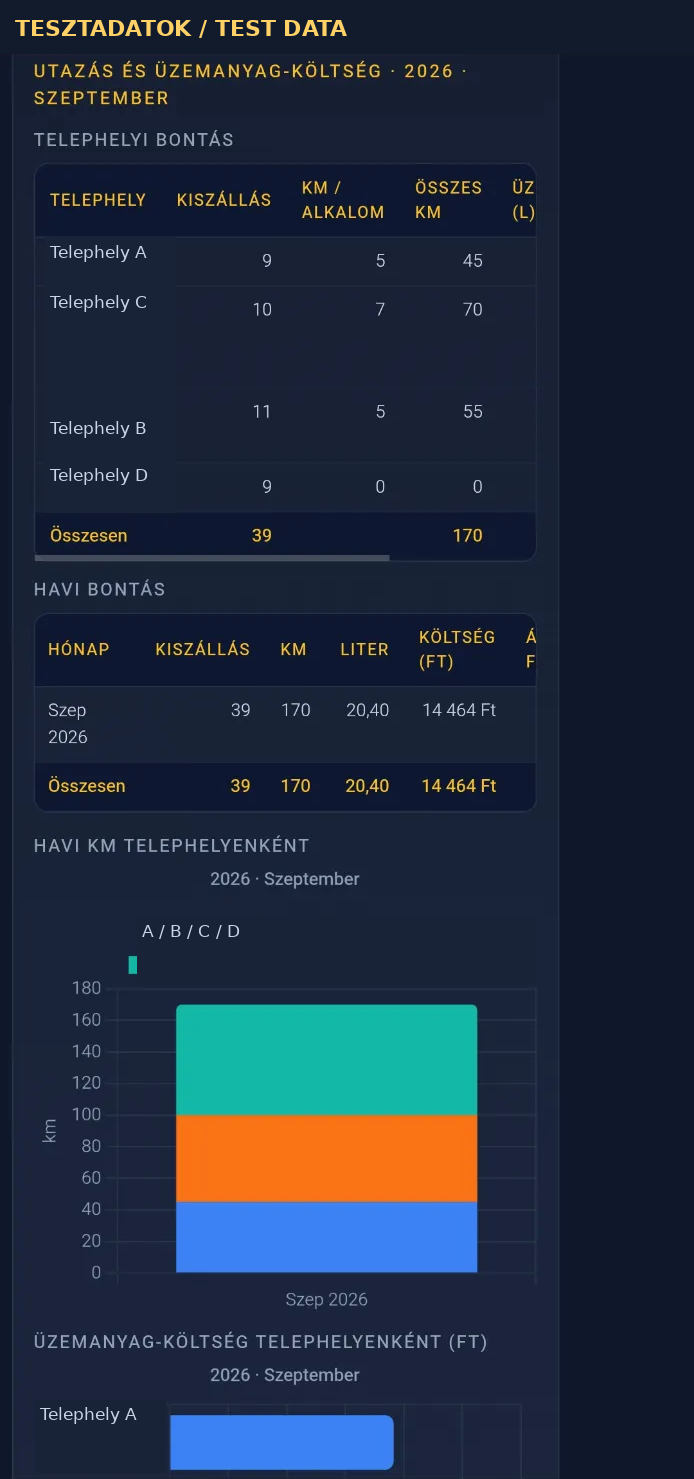 TESZTADATOK / TEST DATA
UTAZÁS ÉS ÜZEMANYAG-KÖLTSÉG · 2026 ·
SZEPTEMBER
TELEPHELYI BONTÁS
TELEPHELY KISZÁLLÁS KM / ALKALOM ÖSSZES KM ÜZ (L)
Telephely A 9 5 45
Telephely C 10 7 70
Telephely B 11 5 55
Telephely D 9 0 0
Összesen 39 170
HAVI BONTÁS
HÓNAP KISZÁLLÁS KM LITER KÖLTSÉG (FT) Á F
Szep 2026 39 170 20,40 14 464 Ft
Összesen 39 170 20,40 14 464 Ft
HAVI KM TELEPHELYENKÉNT
2026 · Szeptember
A / B / C / D
180
160
140
120
100
80
60
40
20
0
km
Szep 2026
ÜZEMANYAG-KÖLTSÉG TELEPHELYENKÉNT (FT)
2026 · Szeptember
Telephely A